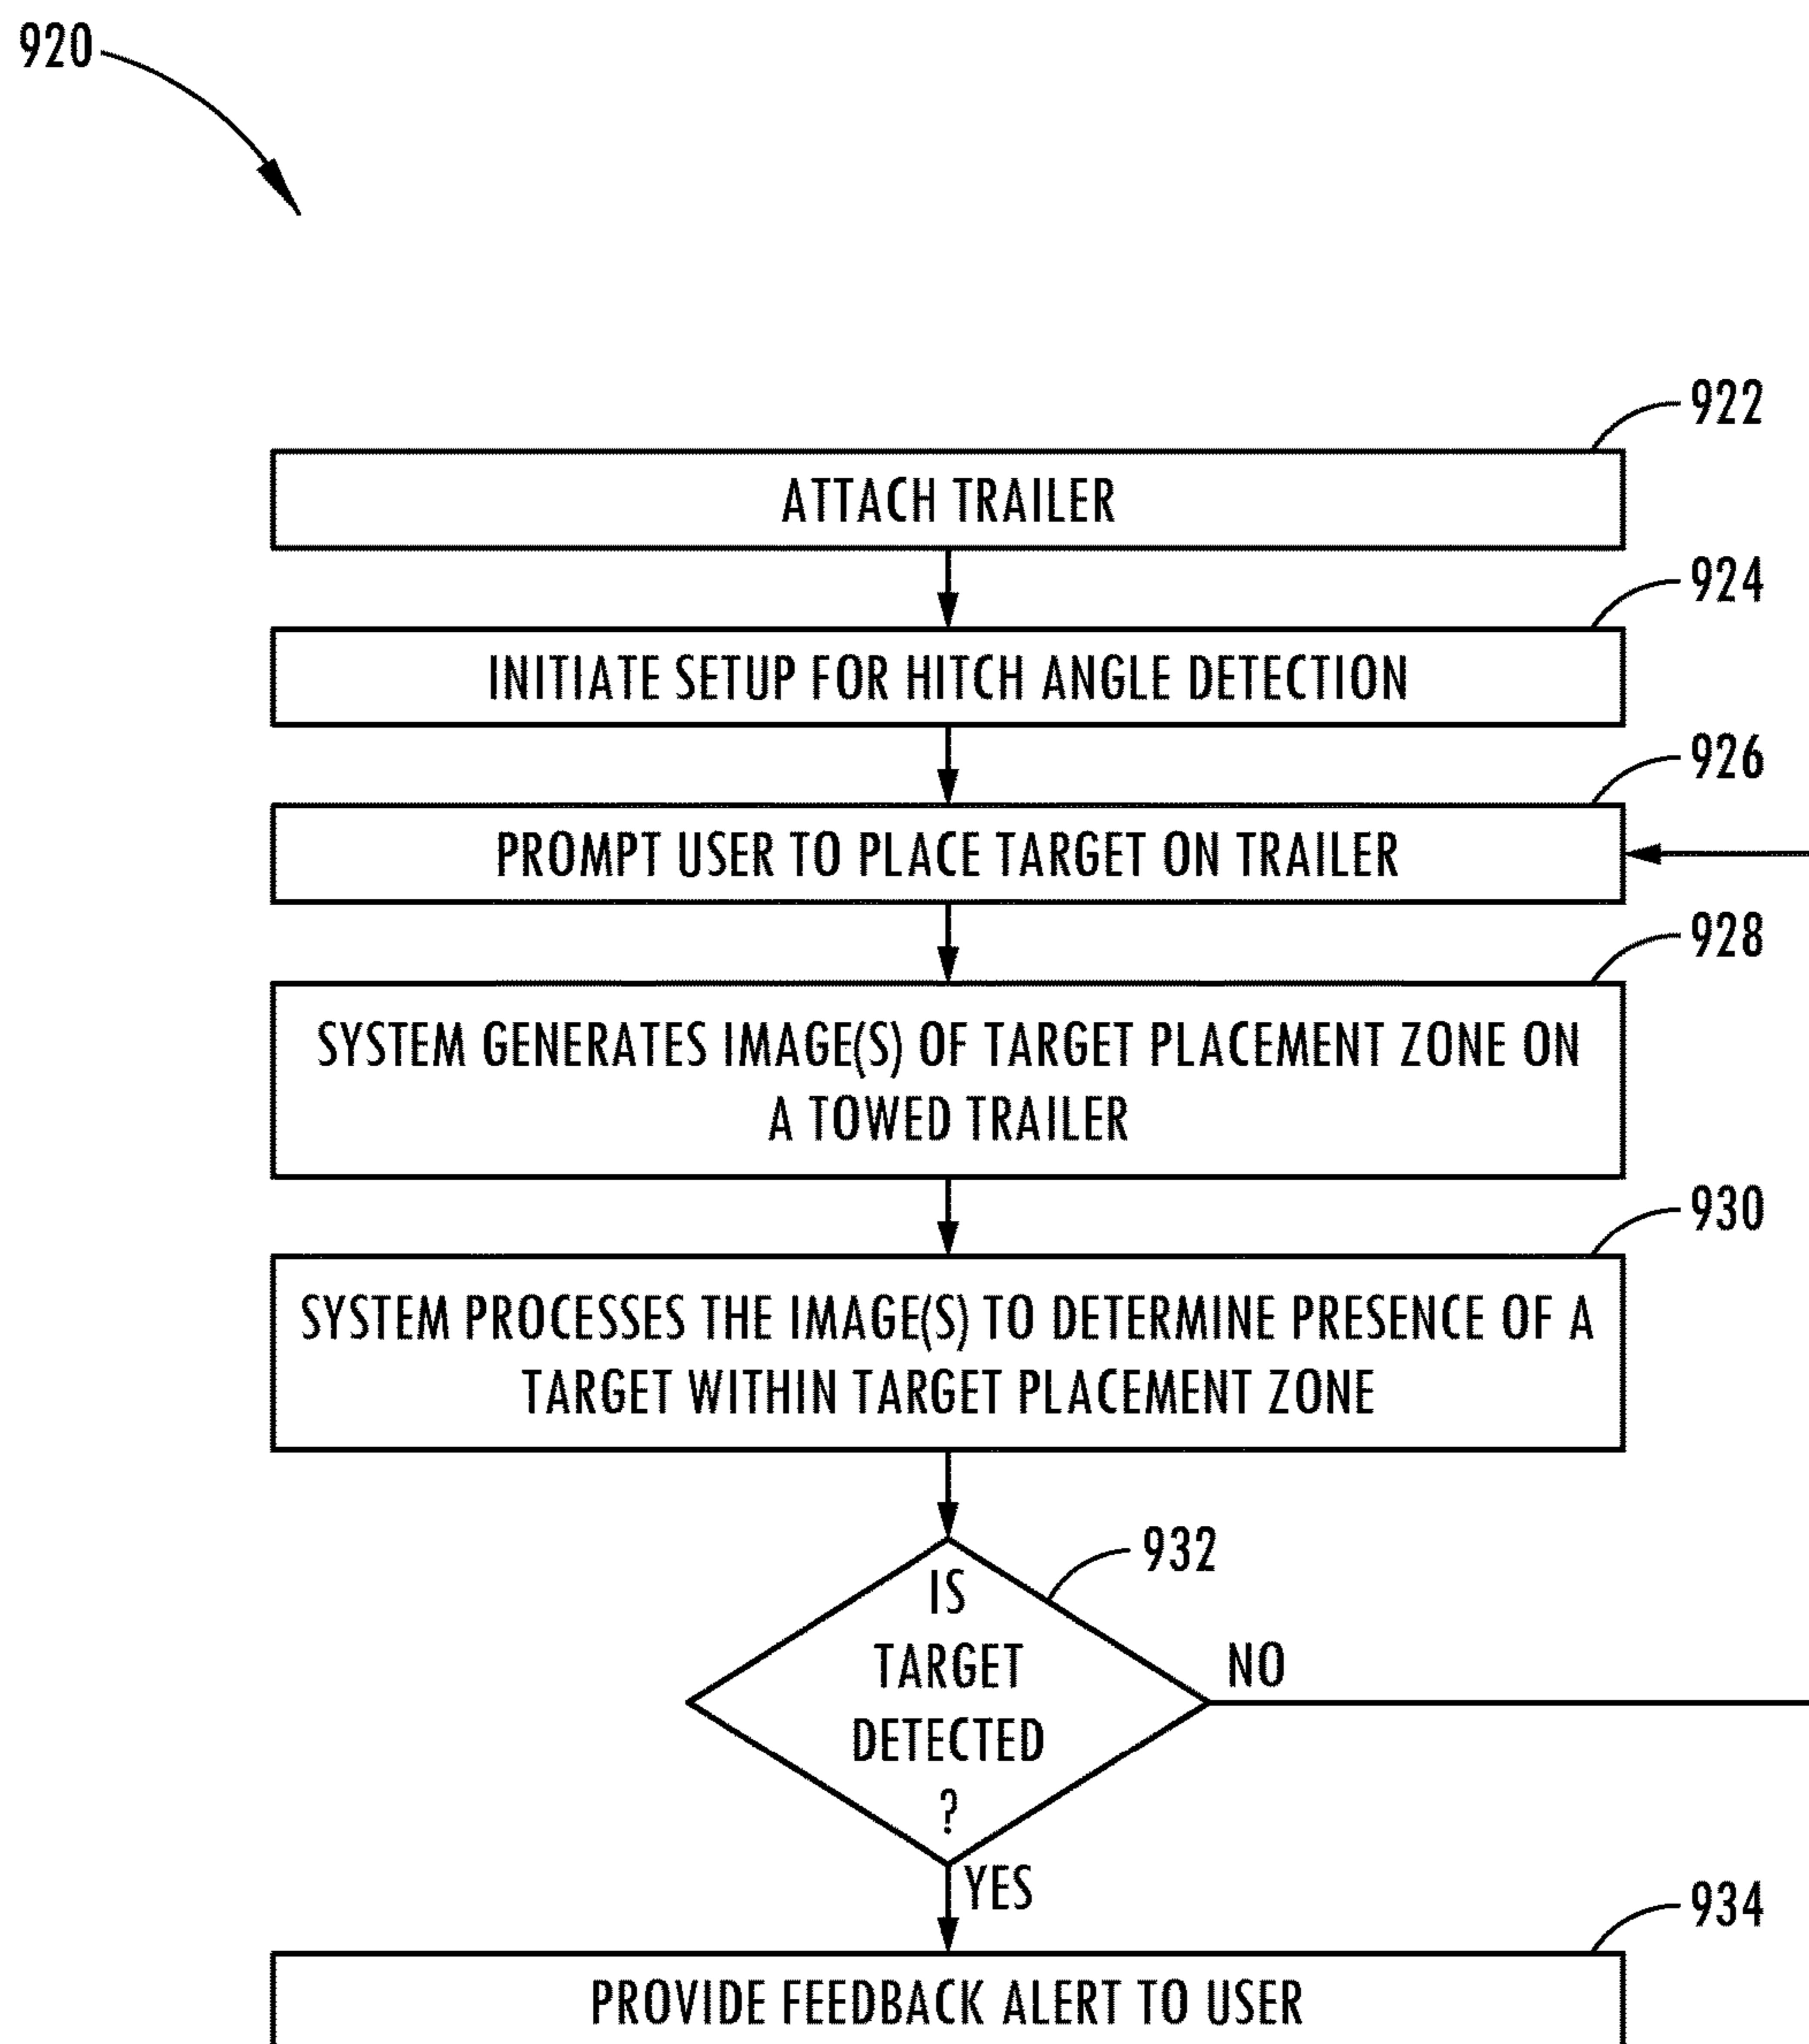 920
922
ATTACH TRAILER
924
INITIATE SETUP FOR HITCH ANGLE DETECTION
926
PROMPT USER TO PLACE TARGET ON TRAILER
928
SYSTEM GENERATES IMAGE(S) OF TARGET PLACEMENT ZONE ON
A TOWED TRAILER
930
SYSTEM PROCESSES THE IMAGE(S) TO DETERMINE PRESENCE OF A
TARGET WITHIN TARGET PLACEMENT ZONE
932
IS
TARGET
DETECTED
?
NO
YES
934
PROVIDE FEEDBACK ALERT TO USER